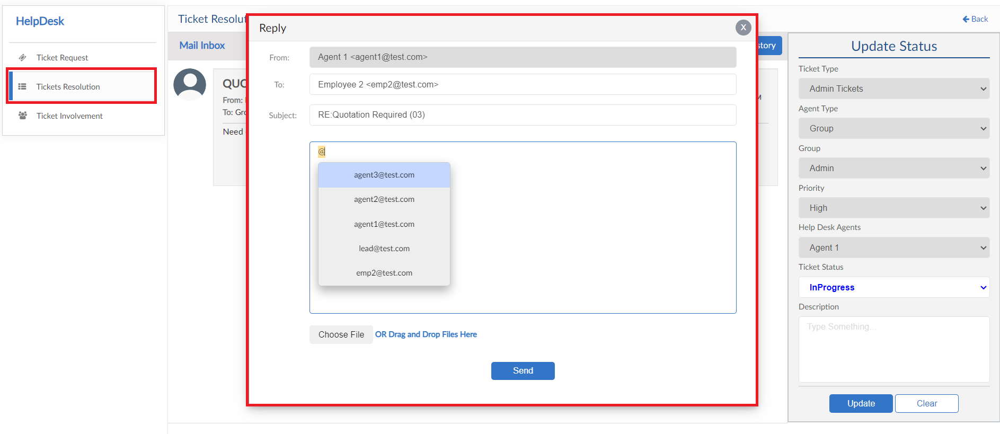 HelpDesk
Ticket Request
Tickets Resolution
Ticket Involvement
Ticket Resolut
Back
Mail Inbox
story
QUO
From:
To: Gro
Need
M
Reply
X
From:
Agent 1 <agent1@test.com>
To:
Employee 2 <emp2@test.com>
Subject:
RE:Quotation Required (03)
@
agent3@test.com
agent2@test.com
agent1@test.com
lead@test.com
emp2@test.com
Choose File OR Drag and Drop Files Here
Send
Update Status
Ticket Type
Admin Tickets
Agent Type
Group
Group
Admin
Priority
High
Help Desk Agents
Agent 1
Ticket Status
InProgress
Description
Type Something...
Update Clear